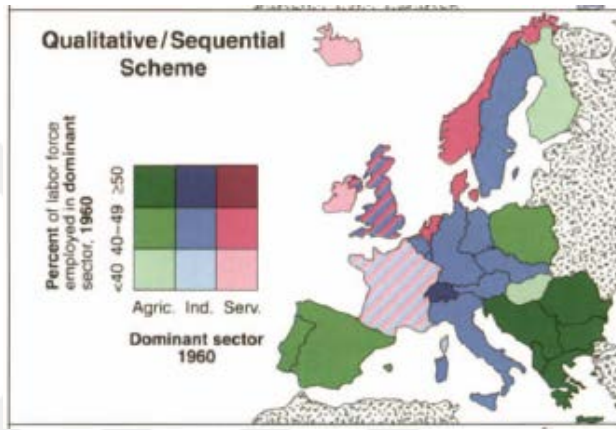 Qualitative/Sequential
Scheme
Percent of labor force
employed in dominant
sector, 1960
<40 40–49 ≥50
Agric. Ind. Serv.
Dominant sector
1960